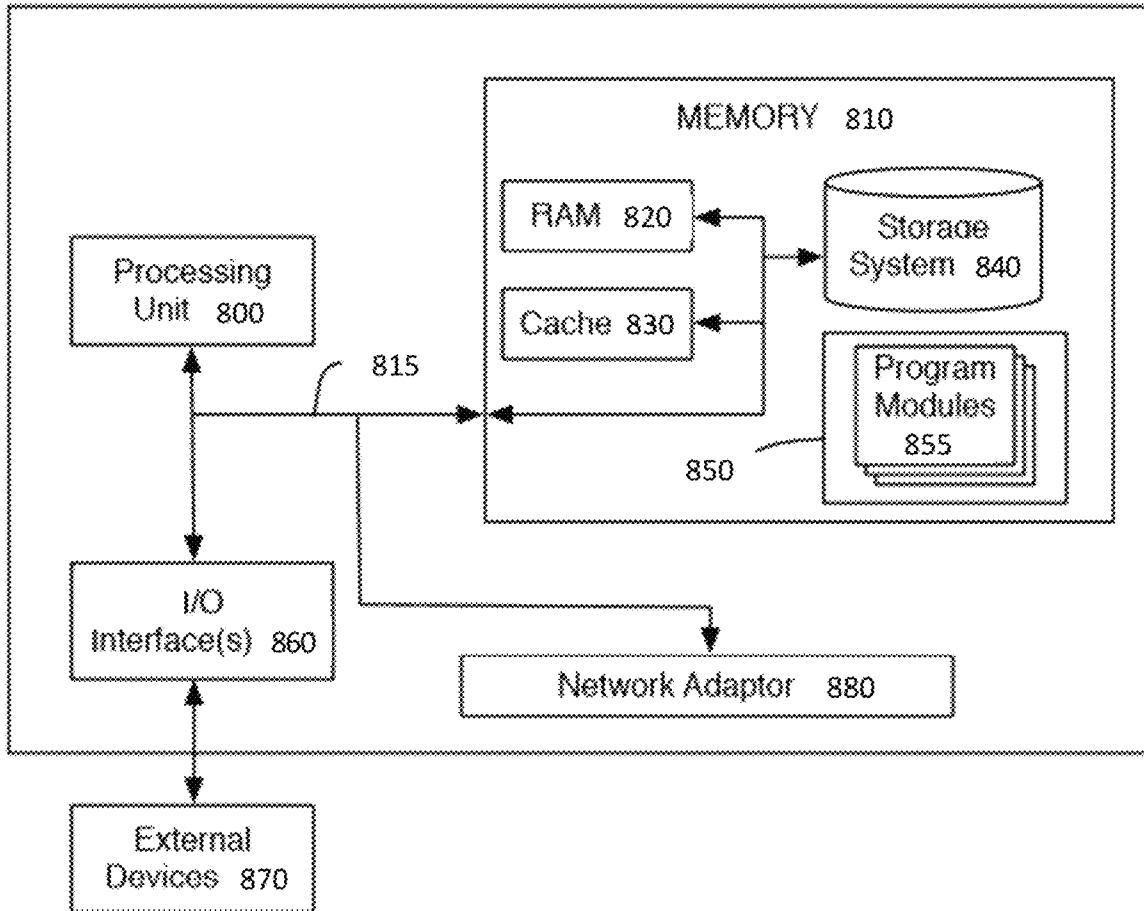 MEMORY 810
RAM 820
Storage
System 840
Processing
Unit 800
Cache 830
815
Program
Modules
855
850
I/O
Interface(s) 860
Network Adaptor 880
External
Devices 870